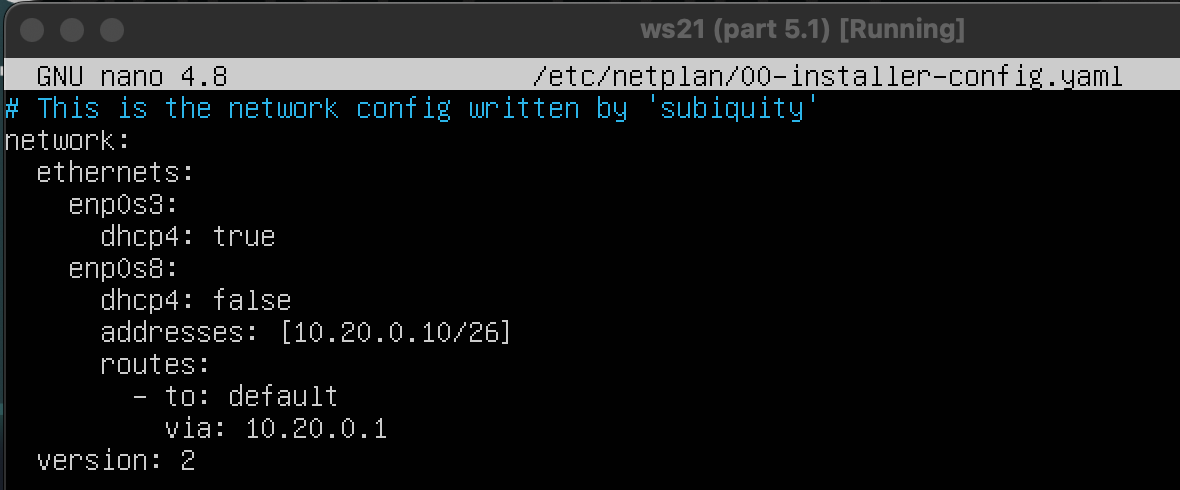 ws21 (part 5.1) [Running]
GNU nano 4.8 /etc/netplan/00-installer-config.yaml
# This is the network config written by 'subiquity'
network:
  ethernets:
    enp0s3:
      dhcp4: true
    enp0s8:
      dhcp4: false
      addresses: [10.20.0.10/26]
      routes:
        - to: default
          via: 10.20.0.1
  version: 2